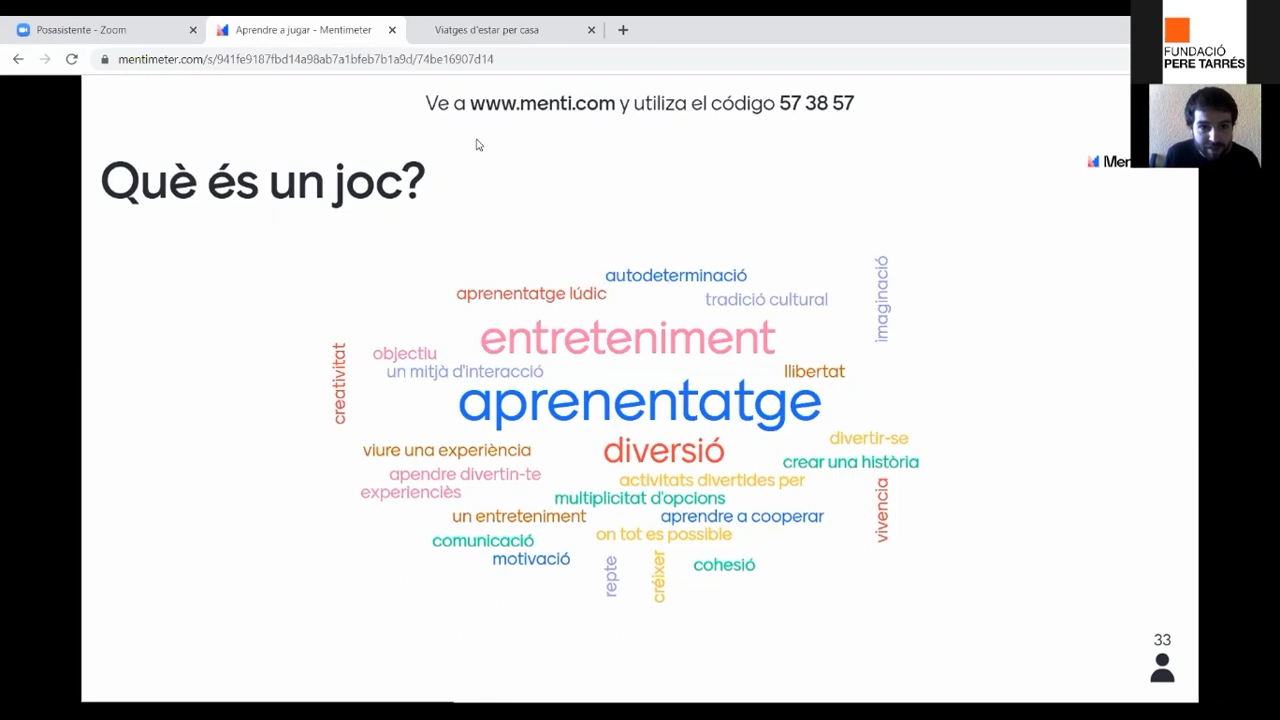 Posasistente - Zoom
Aprendre a jugar - Mentimeter
Viatges d'estar per casa
mentimeter.com/s/941fe9187fbd14a98ab7a1bfeb7b1a9d/74be16907d14
FUNDACIÓ
PERE TARRÉS
Ve a www.menti.com y utiliza el código 57 38 57
Què és un joc?
autodeterminació
aprenentatge lúdic
tradició cultural
imaginació
entreteniment
creativitat
objectiu
un mitjà d'interacció
llibertat
aprenentatge
viure una experiència
diversió
divertir-se
crear una història
apendre divertin-te
activitats divertides per
experienciès
multiplicitat d'opcions
vivencia
un entreteniment
aprendre a cooperar
comunicació
on tot es possible
motivació
repte
créixer
cohesió
33